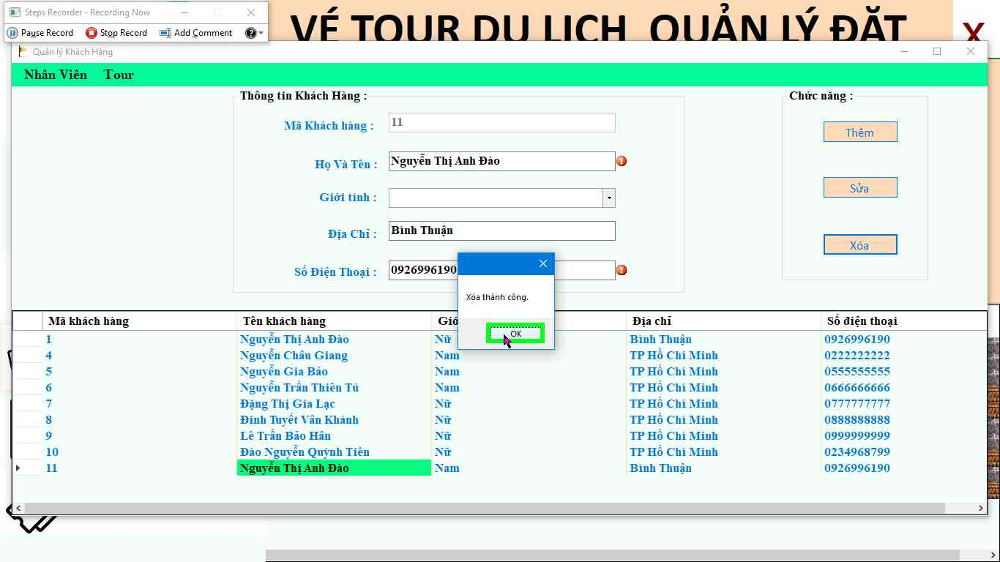 Steps Recorder - Recording Now
Pause Record Stop Record Add Comment
VÉ TOUR DU LỊCH QUẢN LÝ ĐẶT
X
Quản lý Khách Hàng
Nhân Viên Tour
Thông tin Khách Hàng :
Mã Khách hàng : 11
Họ Và Tên : Nguyễn Thị Anh Đào
Giới tính :
Địa Chỉ : Bình Thuận
Số Điện Thoại : 0926996190
Chức năng :
Thêm
Sửa
Xóa
Xóa thành công.
OK
Mã khách hàng Tên khách hàng Giớ Địa chỉ Số điện thoại
1 Nguyễn Thị Anh Đào Nữ Bình Thuận 0926996190
4 Nguyễn Châu Giang Nam TP Hồ Chí Minh 0222222222
5 Nguyễn Gia Bảo Nam TP Hồ Chí Minh 0555555555
6 Nguyễn Trần Thiên Tú Nam TP Hồ Chí Minh 0666666666
7 Đặng Thị Gia Lạc Nữ TP Hồ Chí Minh 0777777777
8 Đinh Tuyết Vân Khánh Nữ TP Hồ Chí Minh 0888888888
9 Lê Trần Bảo Hân Nữ TP Hồ Chí Minh 0999999999
10 Đào Nguyễn Quỳnh Tiên Nữ TP Hồ Chí Minh 0234968799
11 Nguyễn Thị Anh Đào Nam Bình Thuận 0926996190